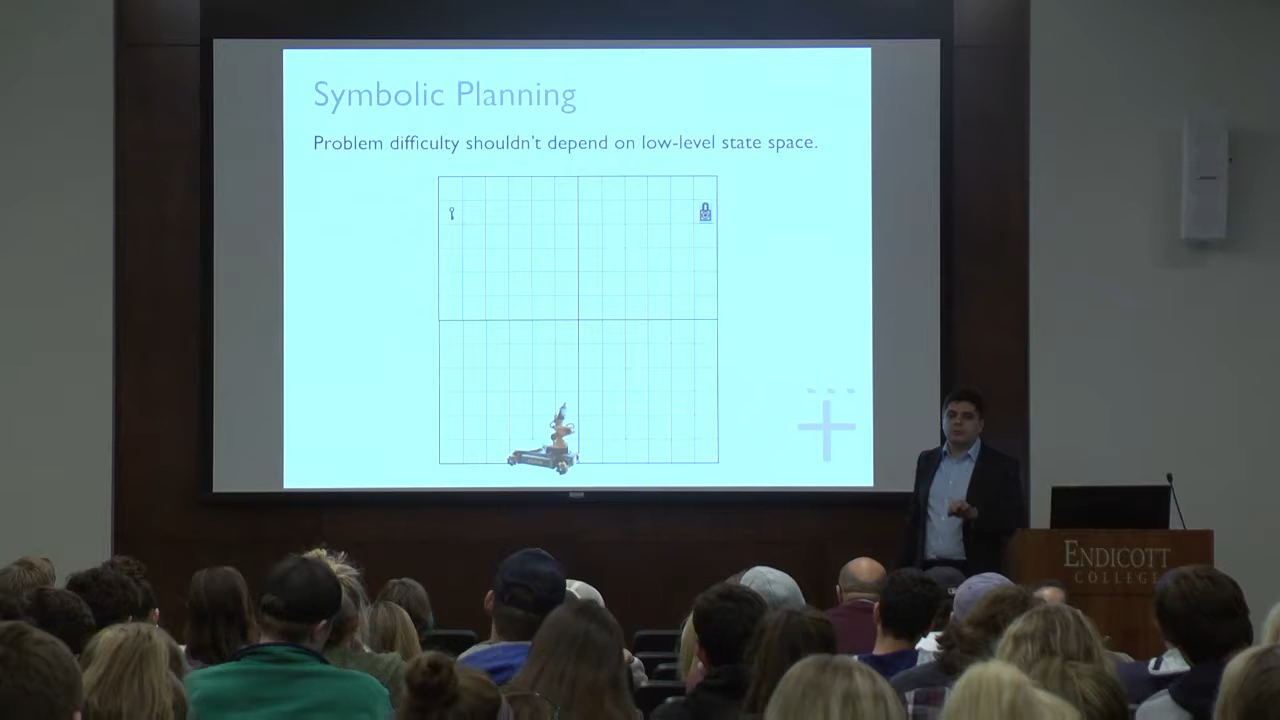 Symbolic Planning
Problem difficulty shouldn't depend on low-level state space.
ENDICOTT
COLLEGE